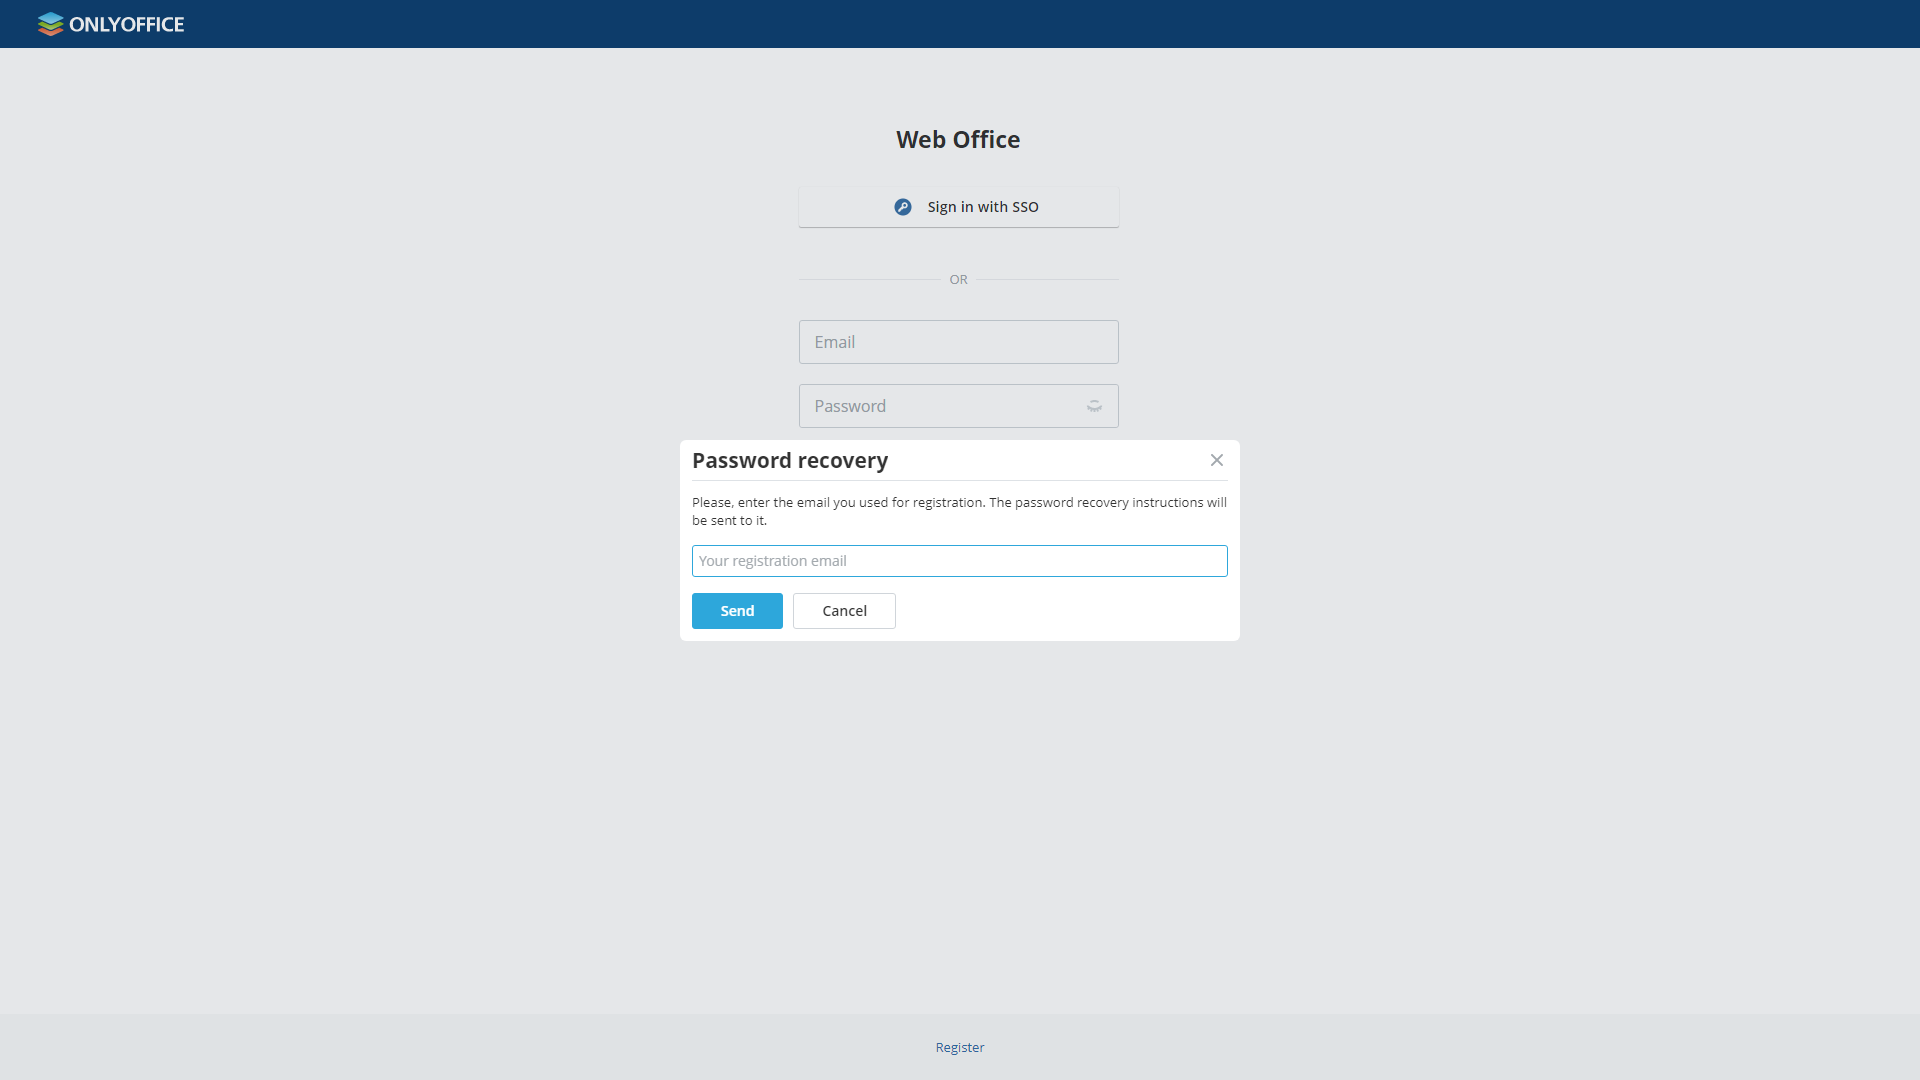 ONLYOFFICE
Web Office
Sign in with SSO
OR
Email
Password
Password recovery
Please, enter the email you used for registration. The password recovery instructions will
be sent to it.
Your registration email
Send
Cancel
Register